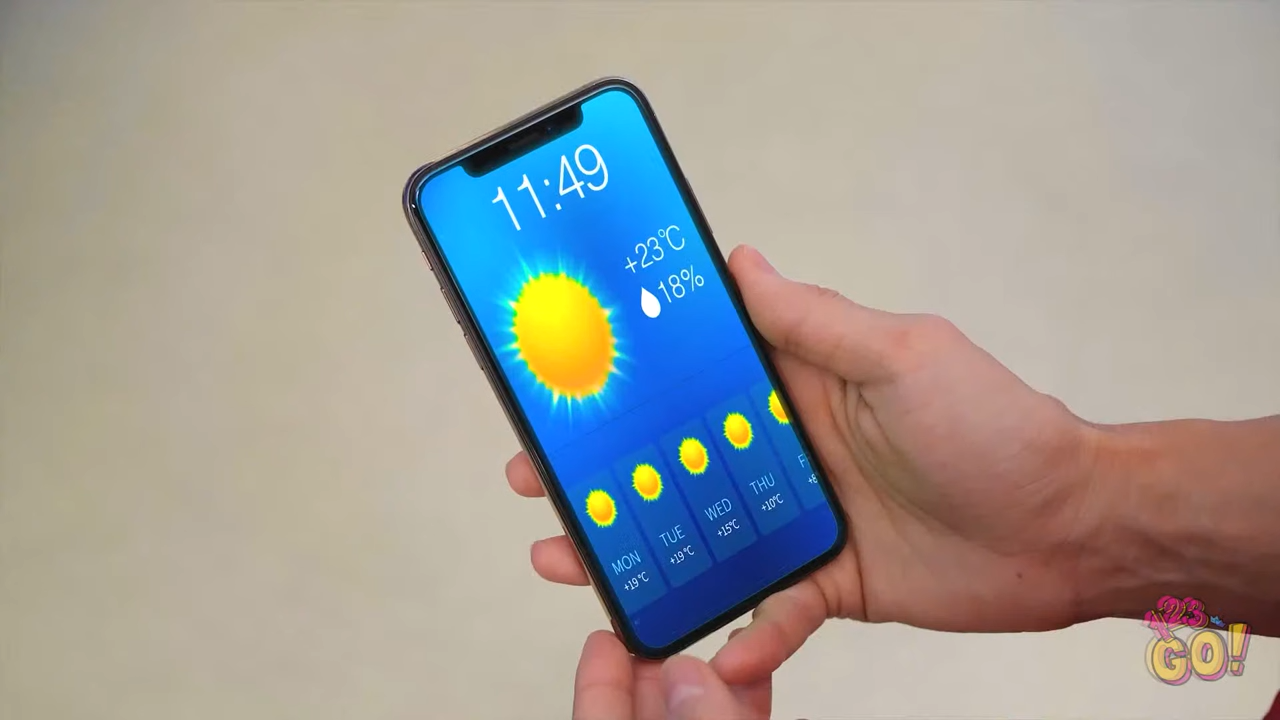 11:49
+23°C
18%
MON
+19°C
TUE
+19°C
WED
+15°C
THU
+10°C
123
GO!